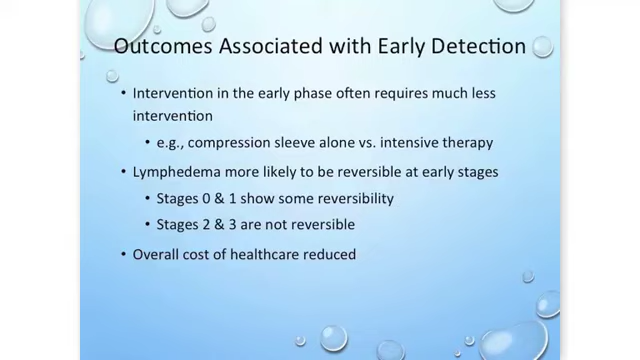 Outcomes Associated with Early Detection
• Intervention in the early phase often requires much less
intervention
• e.g., compression sleeve alone vs. intensive therapy
• Lymphedema more likely to be reversible at early stages
• Stages 0 & 1 show some reversibility
• Stages 2 & 3 are not reversible
• Overall cost of healthcare reduced